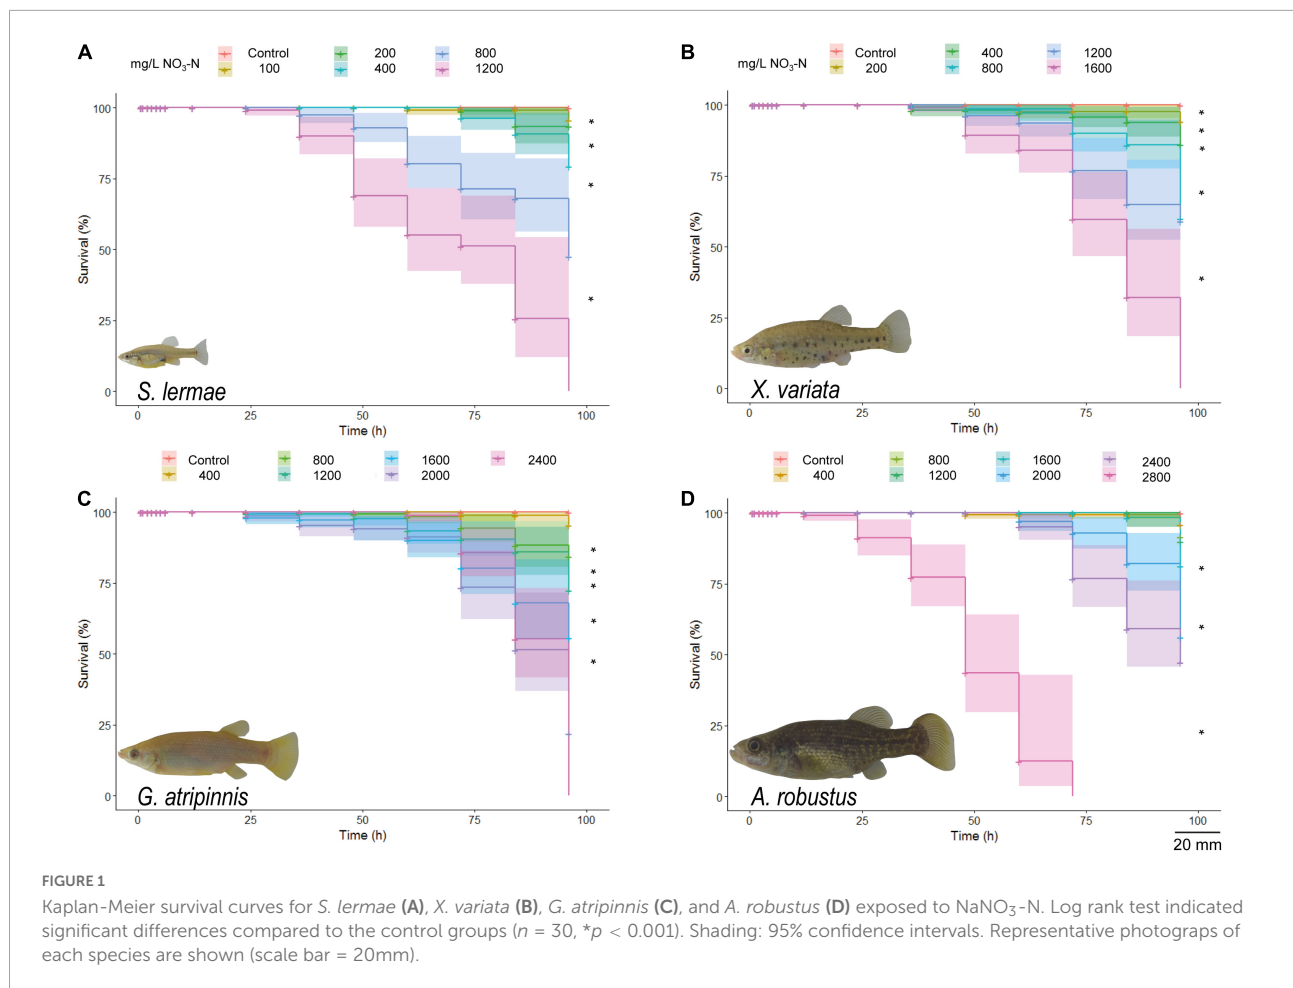 A
mg/L NO3-N
Control 200 800
100 400 1200
100
75
50
25
0
Survival (%)
S. lermae
0 25 50 75 100
Time (h)
B
mg/L NO3-N
Control 400 1200
200 800 1600
100
75
50
25
0
Survival (%)
X. variata
0 25 50 75 100
Time (h)
C
Control 800 1600 2400
400 1200 2000
100
75
50
25
0
Survival (%)
G. atripinnis
0 25 50 75 100
Time (h)
D
Control 800 1600 2400
400 1200 2000 2800
100
75
50
25
0
Survival (%)
A. robustus
0 25 50 75 100
Time (h)
20 mm
FIGURE 1
Kaplan-Meier survival curves for S. lermae (A), X. variata (B), G. atripinnis (C), and A. robustus (D) exposed to NaNO3-N. Log rank test indicated
significant differences compared to the control groups (n = 30, *p < 0.001). Shading: 95% confidence intervals. Representative photograps of
each species are shown (scale bar = 20mm).